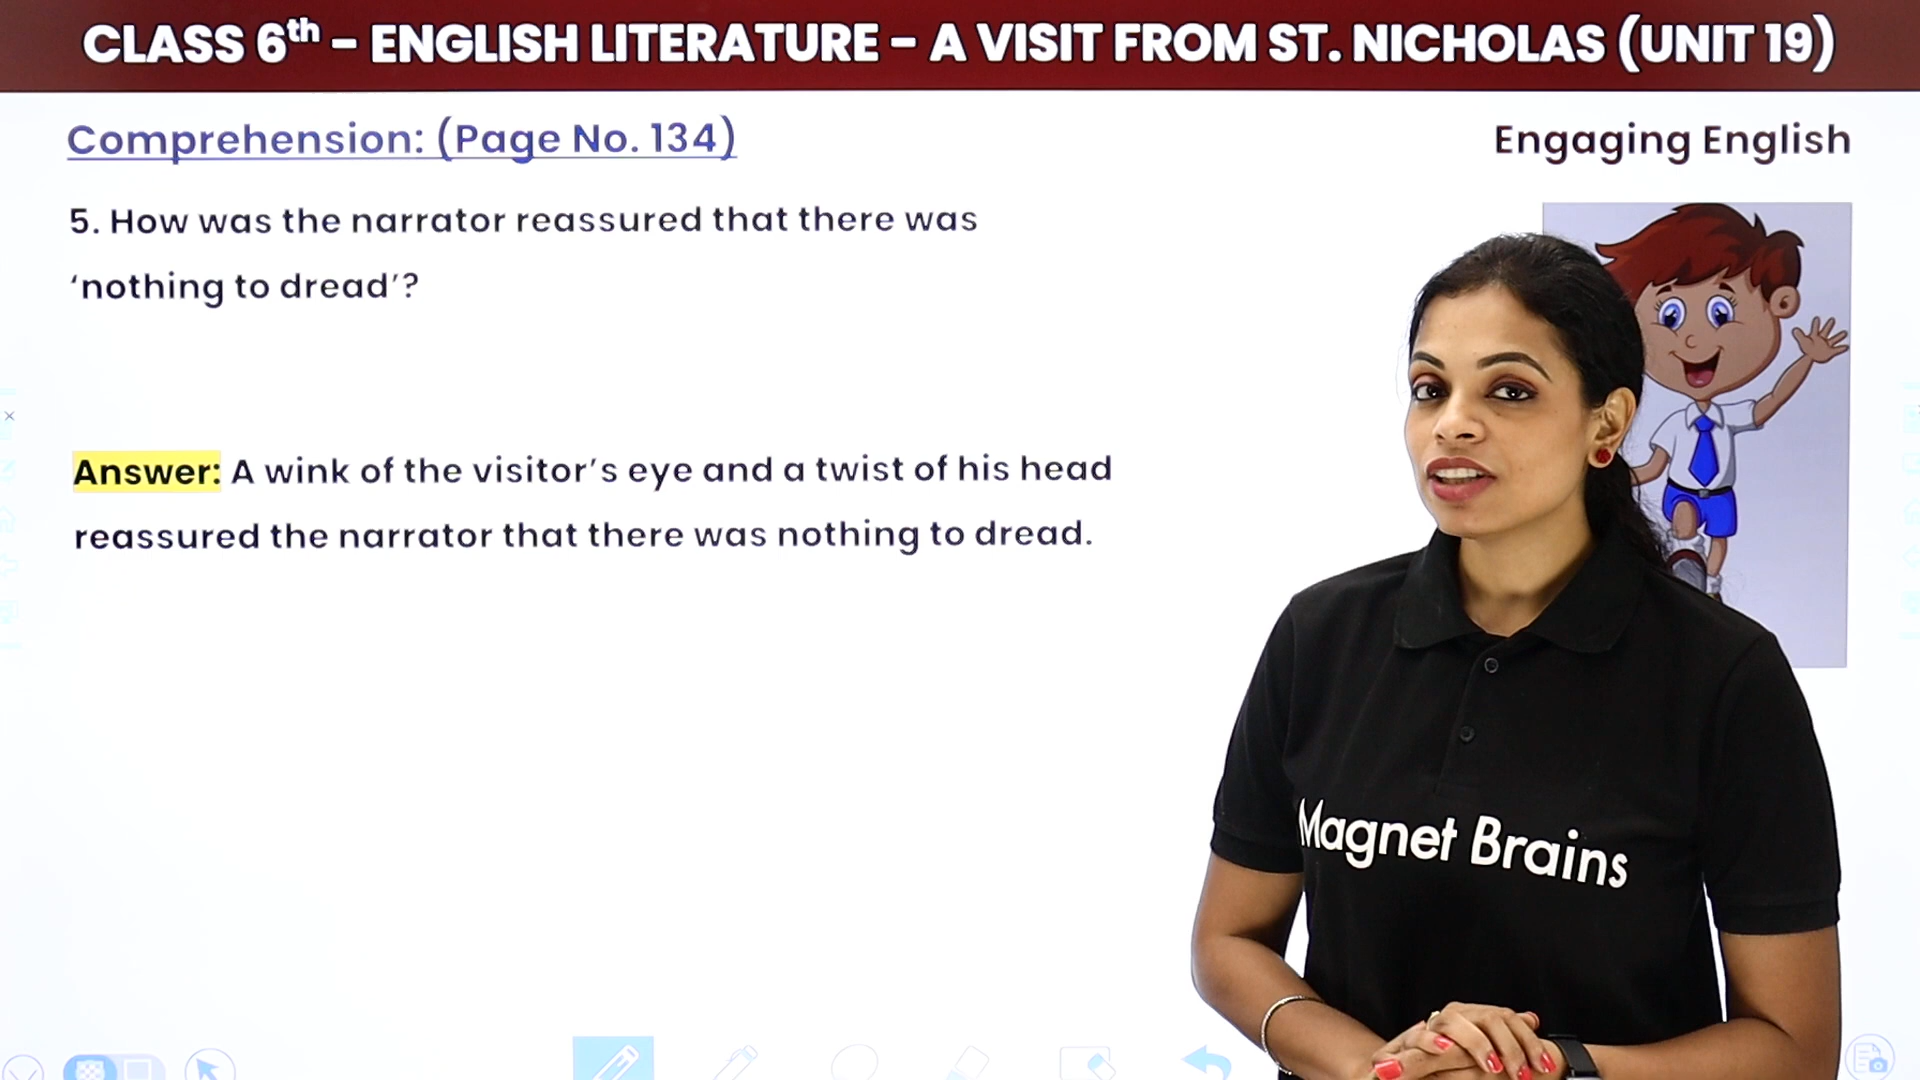 CLASS 6th – ENGLISH LITERATURE – A VISIT FROM ST. NICHOLAS (UNIT 19)
Comprehension: (Page No. 134)
Engaging English
5. How was the narrator reassured that there was
‘nothing to dread’?
Answer: A wink of the visitor’s eye and a twist of his head
reassured the narrator that there was nothing to dread.
Magnet Brains